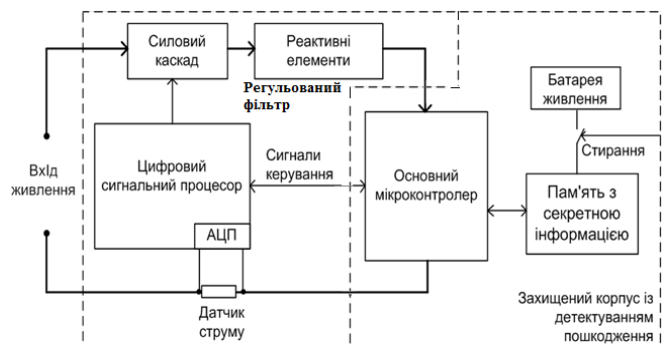 Силовий
каскад
Реактивні
елементи
Регульований
фільтр
Батарея
живлення
Вхід
живлення
Цифровий
сигнальний процесор
АЦП
Сигнали
керування
Основний
мікроконтролер
Стирання
Пам'ять з
секретною
інформацією
Датчик
струму
Захищений корпус із
детектуванням
пошкодження